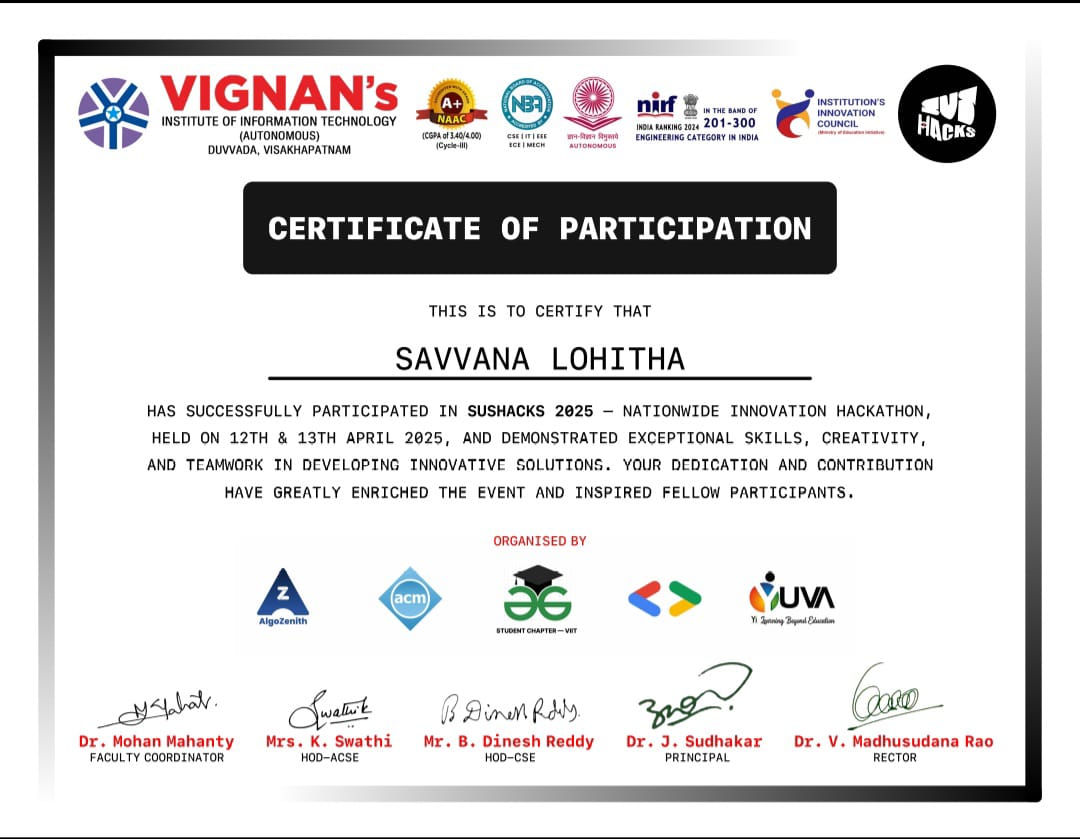 VIGNAN's
INSTITUTE OF INFORMATION TECHNOLOGY
(AUTONOMOUS)
DUVVADA, VISAKHAPATNAM
A+
NAAC
(CGPA of 3.40/4.00)
(Cycle-III)
NBA
CSE | IT | EEE
ECE | MECH
ज्ञान-विज्ञान विमुक्तये
AUTONOMOUS
nirf
IN THE BAND OF
INDIA RANKING 2024 201-300
ENGINEERING CATEGORY IN INDIA
INSTITUTION'S
INNOVATION
COUNCIL
(Ministry of Education Initiative)
SUS
HACKS
CERTIFICATE OF PARTICIPATION
THIS IS TO CERTIFY THAT
SAVVANA LOHITHA
HAS SUCCESSFULLY PARTICIPATED IN SUSHACKS 2025 – NATIONWIDE INNOVATION HACKATHON,
HELD ON 12TH & 13TH APRIL 2025, AND DEMONSTRATED EXCEPTIONAL SKILLS, CREATIVITY,
AND TEAMWORK IN DEVELOPING INNOVATIVE SOLUTIONS. YOUR DEDICATION AND CONTRIBUTION
HAVE GREATLY ENRICHED THE EVENT AND INSPIRED FELLOW PARTICIPANTS.
ORGANISED BY
Z
AlgoZenith
acm
STUDENT CHAPTER – VIIT
YUVA
Yi Learning Beyond Education
Swathi k
B Dinesh Reddy
Dr. Mohan Mahanty
FACULTY COORDINATOR
Mrs. K. Swathi
HOD–ACSE
Mr. B. Dinesh Reddy
HOD–CSE
Dr. J. Sudhakar
PRINCIPAL
Dr. V. Madhusudana Rao
RECTOR